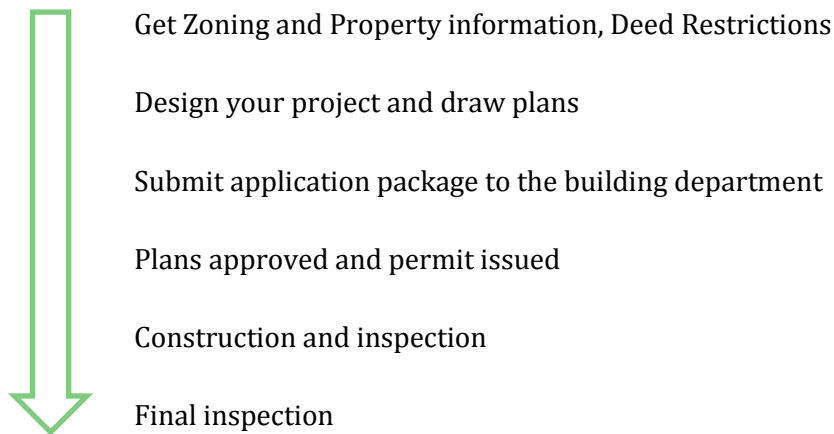 Get Zoning and Property information, Deed Restrictions
Design your project and draw plans
Submit application package to the building department
Plans approved and permit issued
Construction and inspection
Final inspection